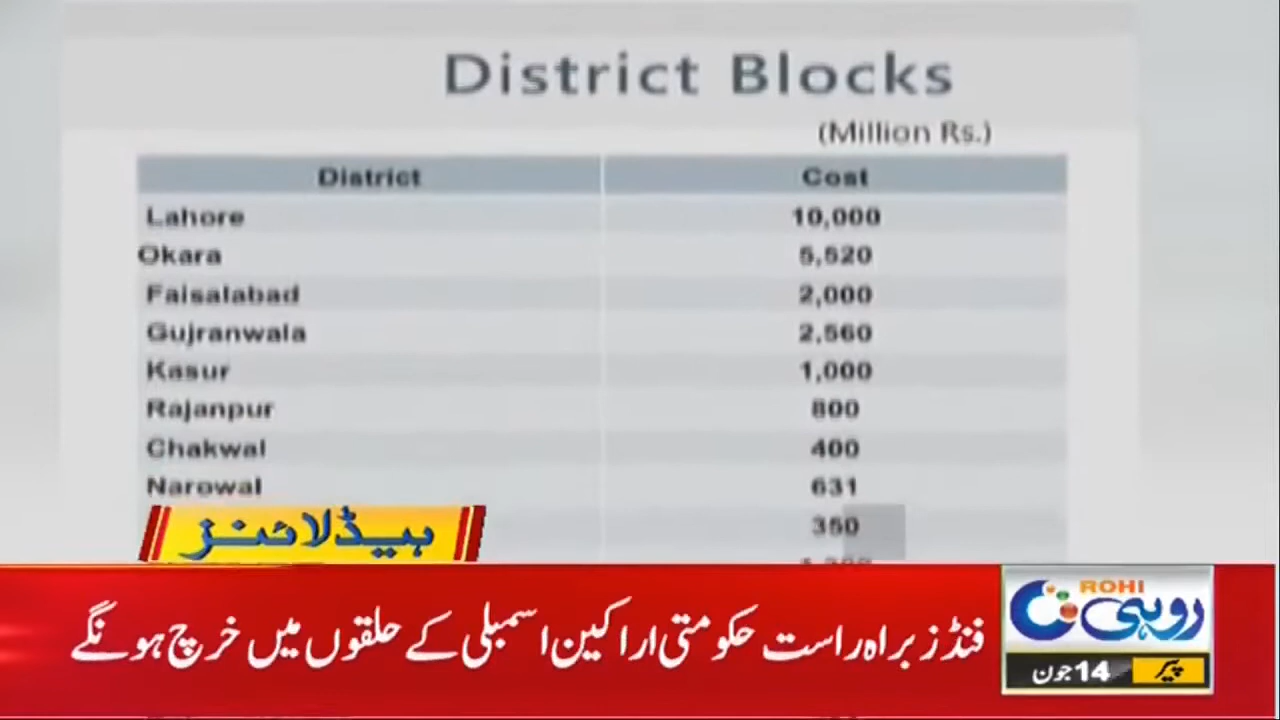 District Blocks
(Million Rs.)
District Cost
Lahore 10,000
Okara 5,520
Faisalabad 2,000
Gujranwala 2,560
Kasur 1,000
Rajanpur 800
Chakwal 400
Narowal 631
350
ہیڈلائنز
فنڈز براہ راست حکومتی اراکین اسمبلی کے حلقوں میں خرچ ہونگے
ROHI
روہی
پیر 14 جون